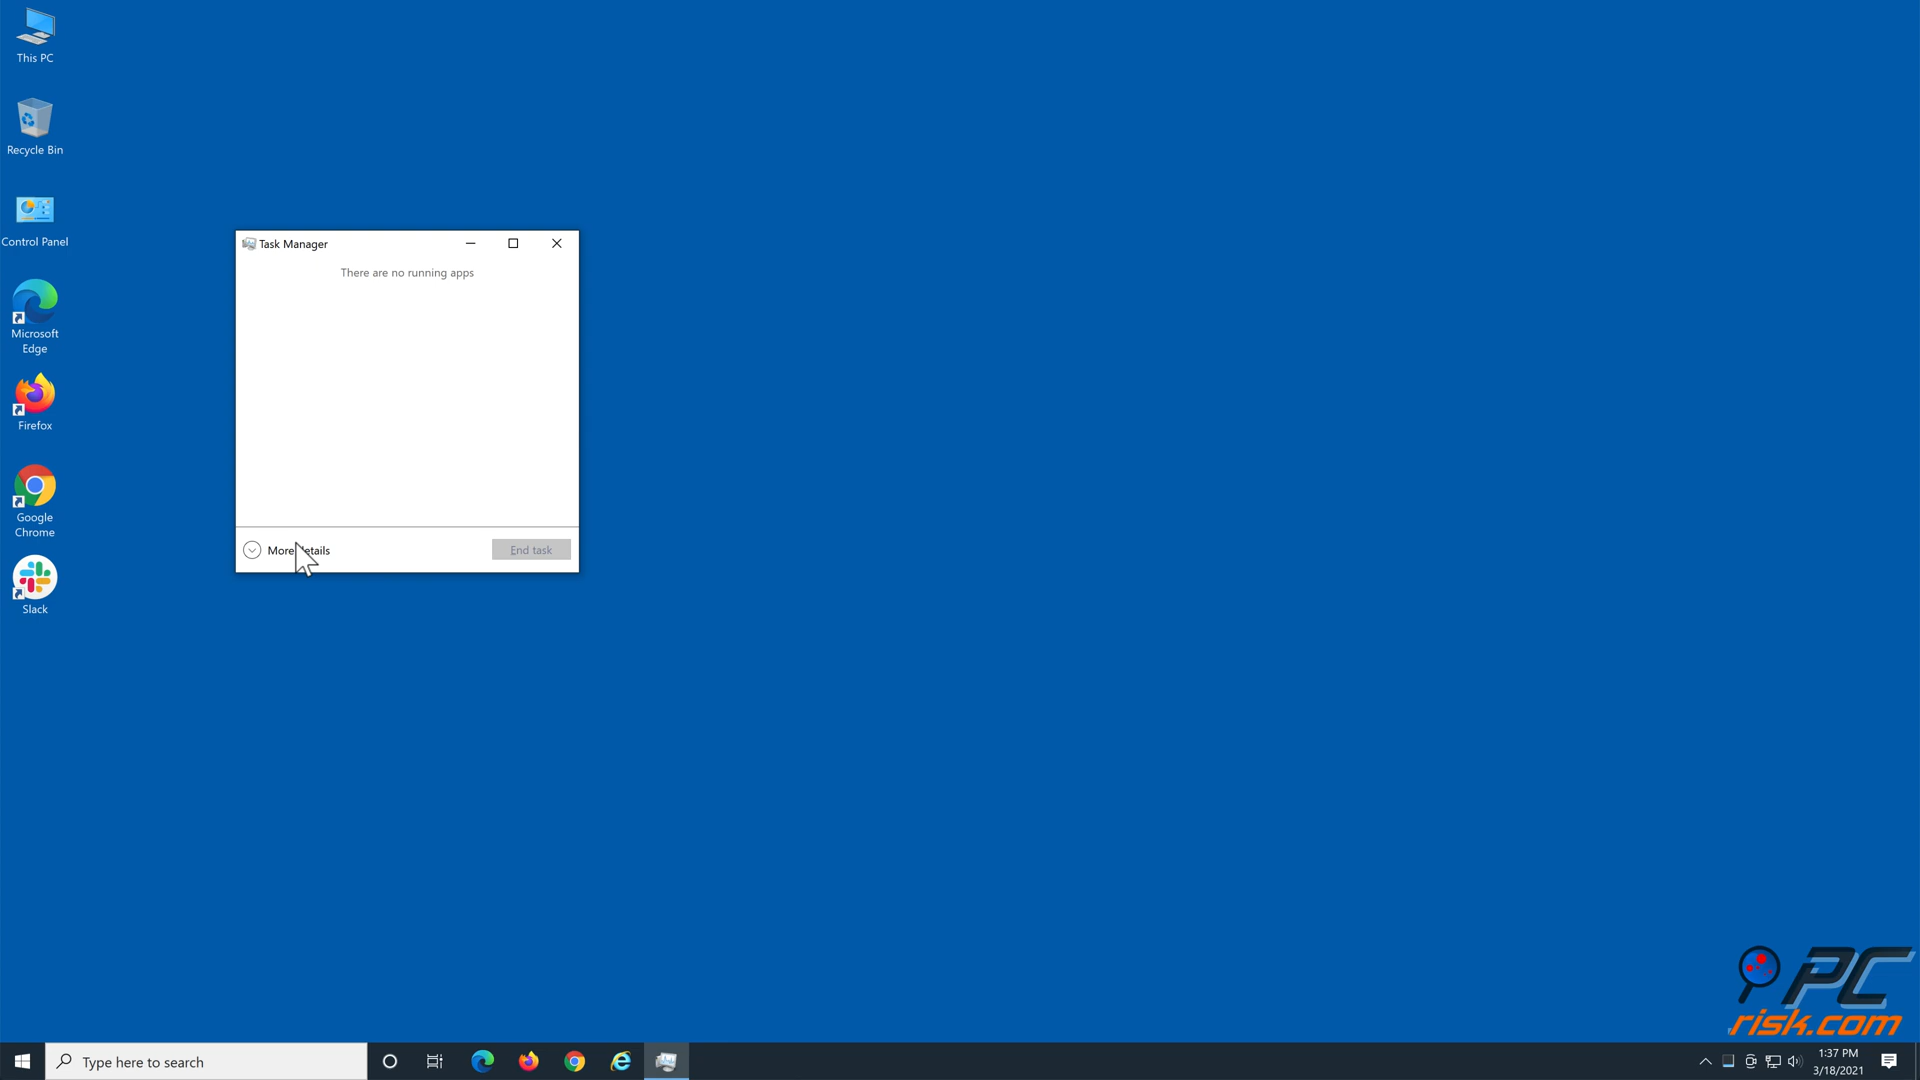 This PC
Recycle Bin
Control Panel
Microsoft
Edge
Firefox
Google
Chrome
Slack
Task Manager
There are no running apps
More details
End task
PC
risk.com
Type here to search
1:37 PM
3/18/2021